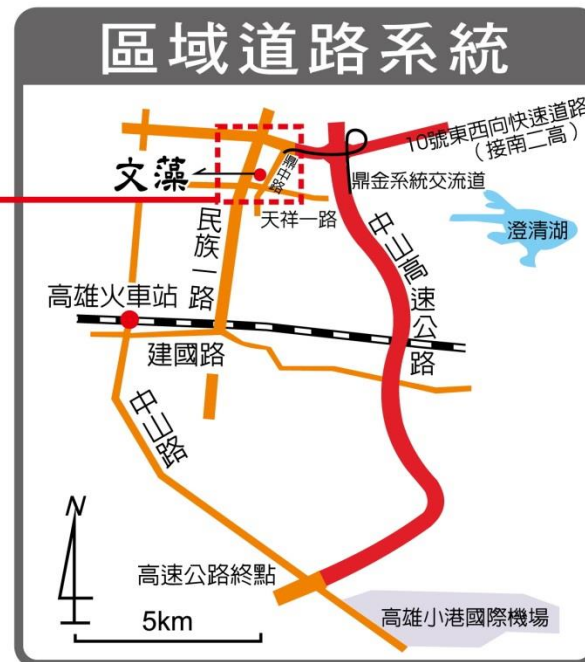 區域道路系統
10號東西向快速道路
（接南二高）
文藻
鼎中路
鼎金系統交流道
天祥一路
澄清湖
民族一路
中山高速公路
高雄火車站
建國路
中山路
N
高速公路終點
5km
高雄小港國際機場